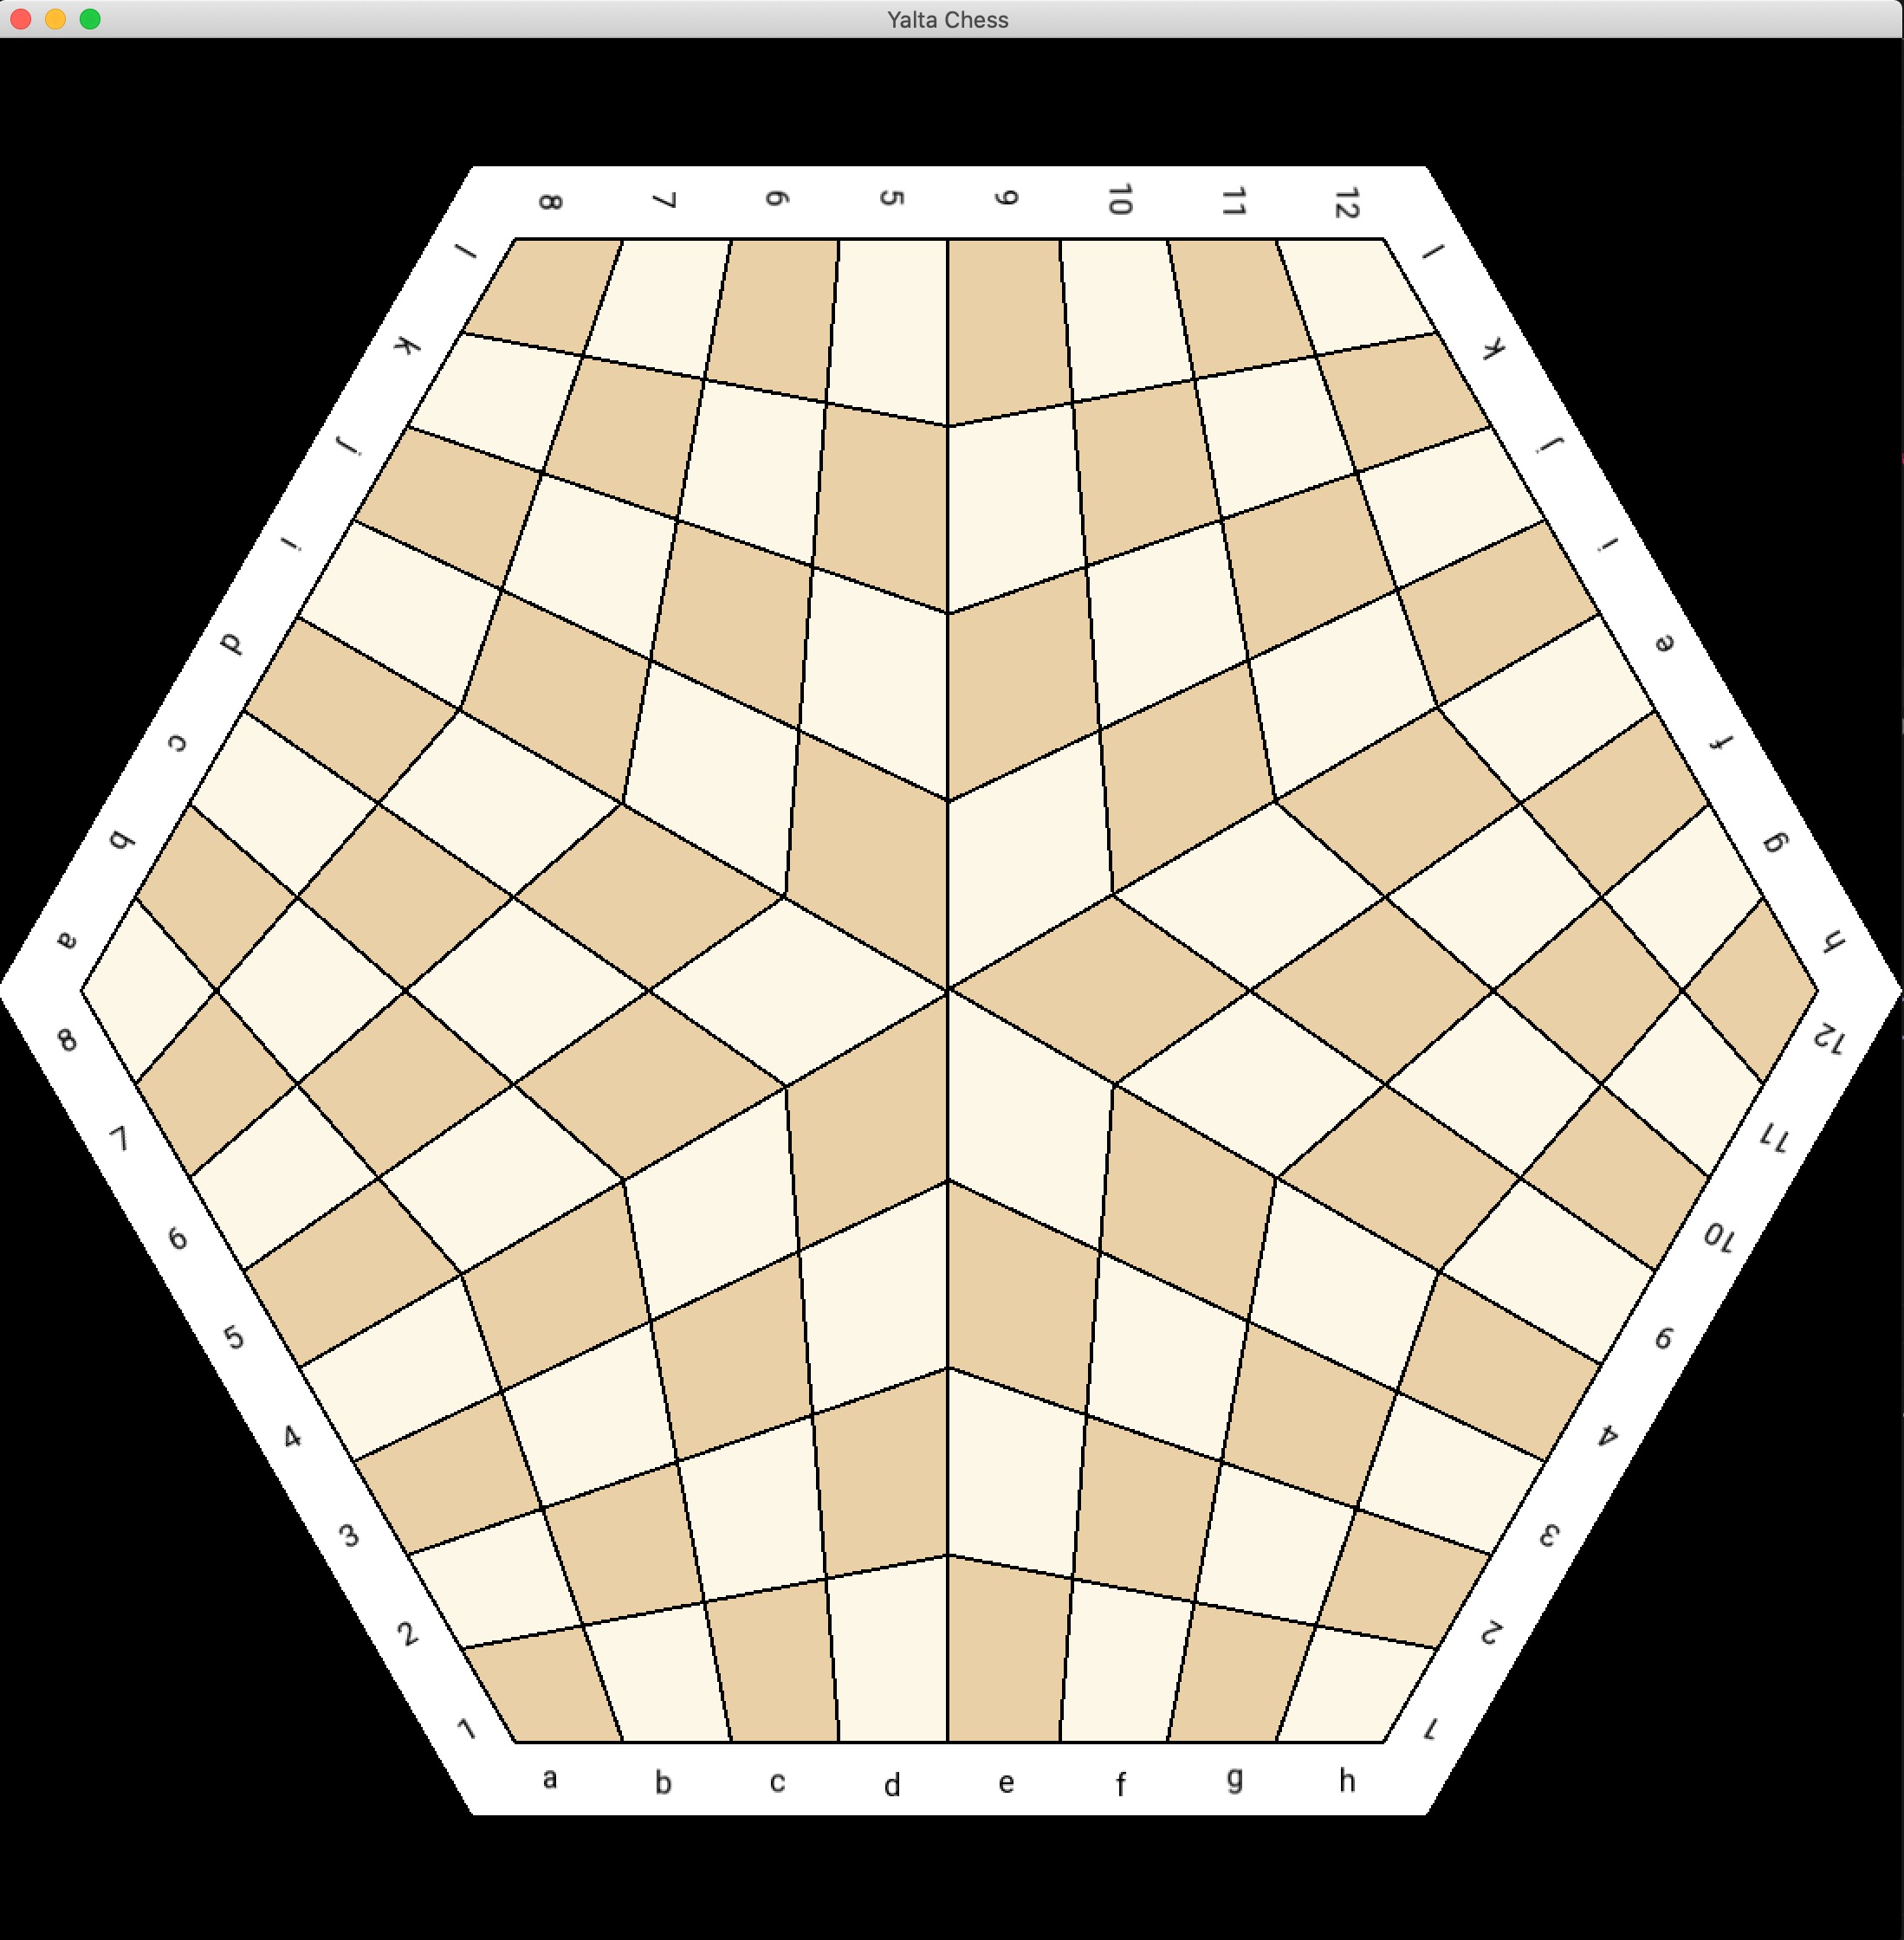 Yalta Chess
8 7 6 5 9 10 11 12
l k j i d c b a
l k j i e f g h
8 7 6 5 4 3 2 1
12 11 10 9 4 3 2 1
a b c d e f g h